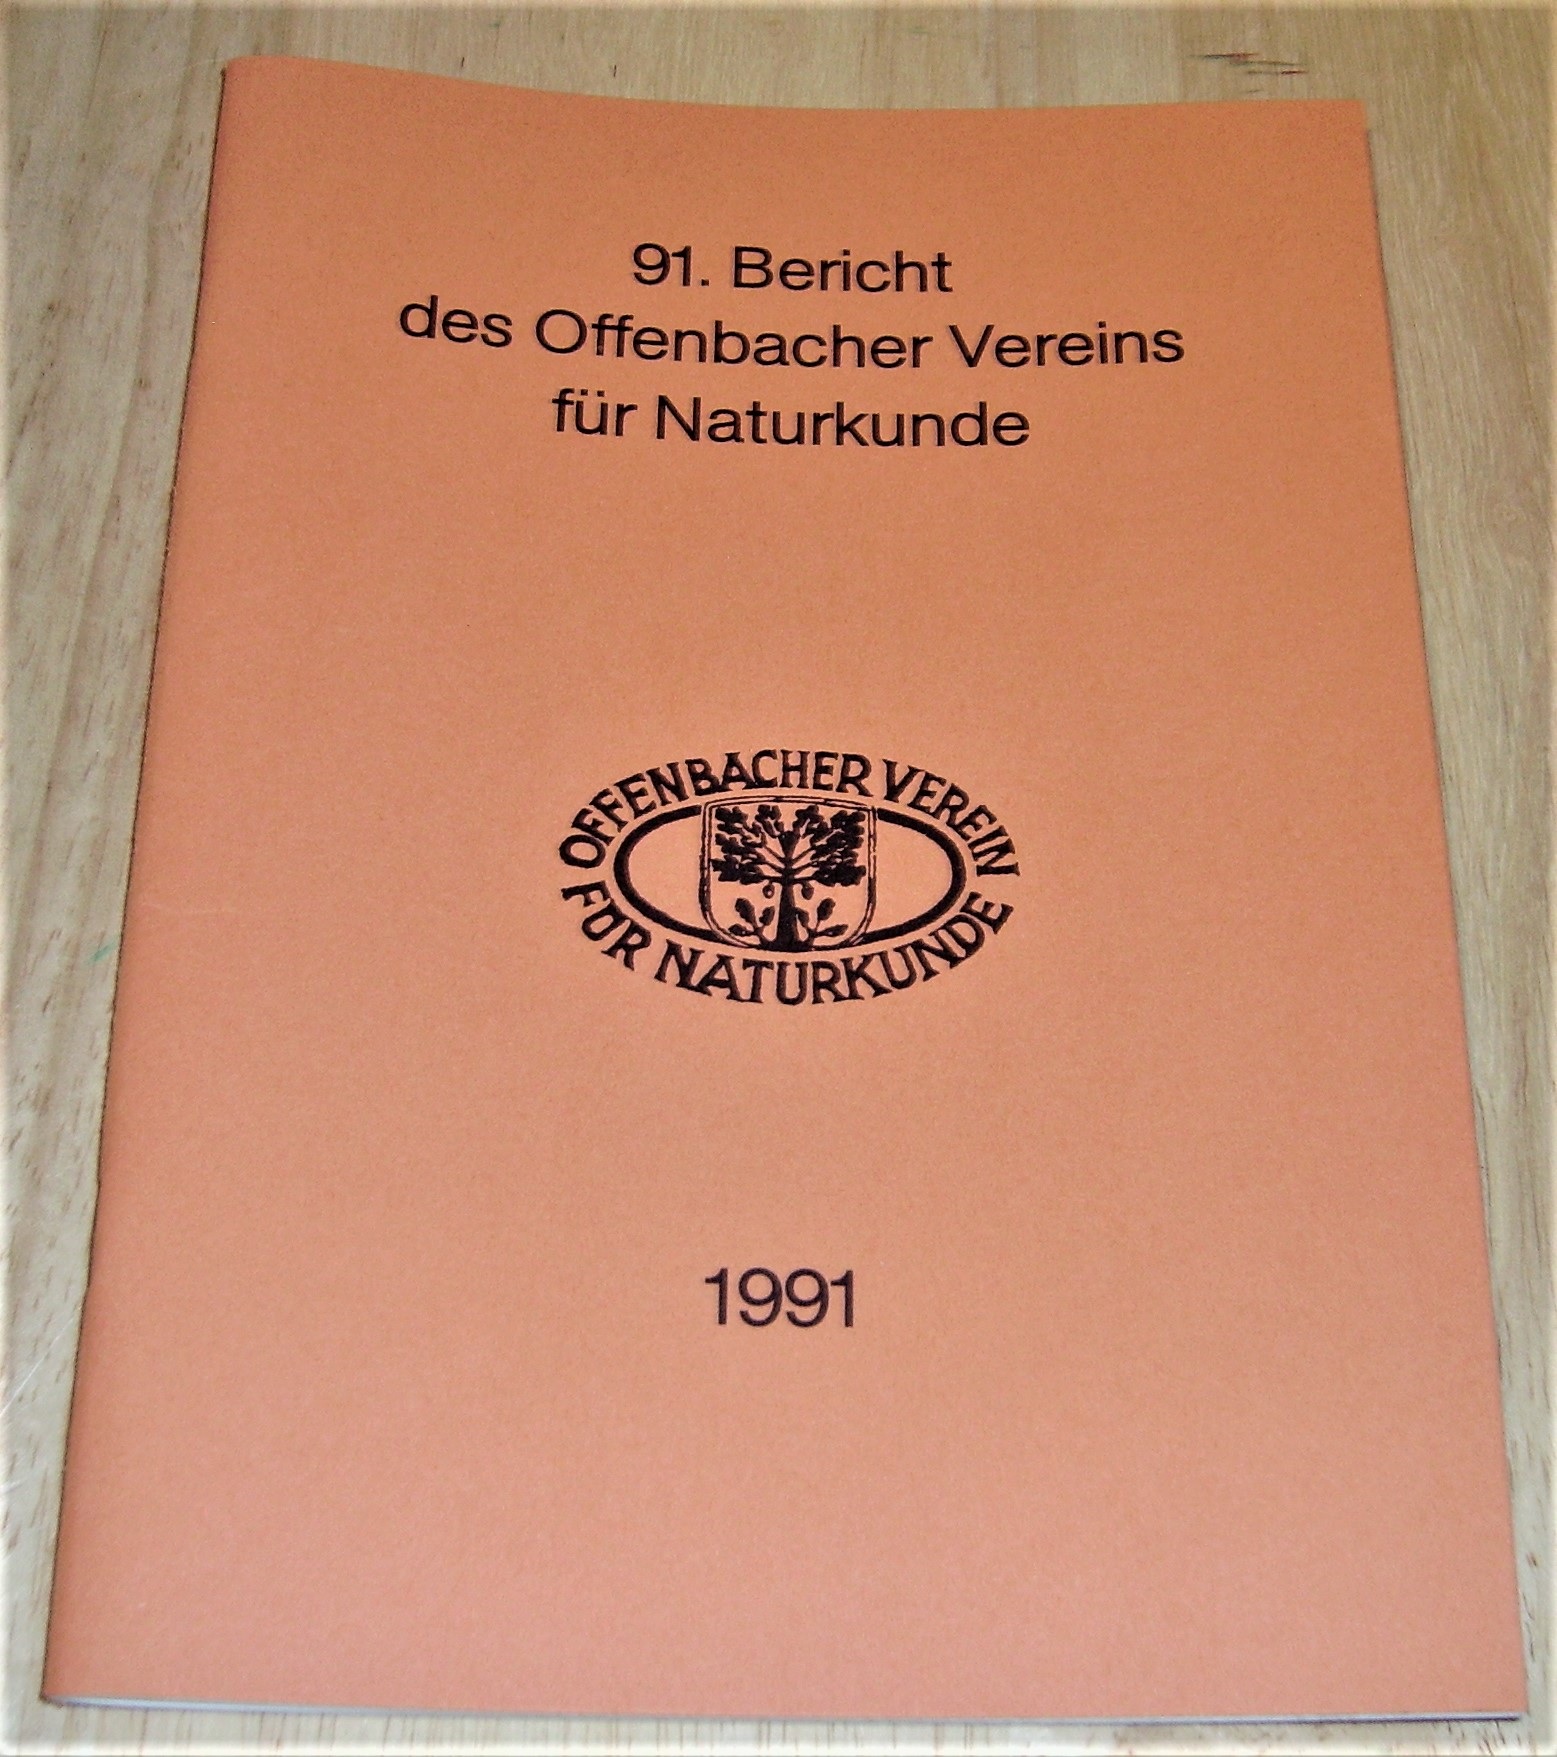 91. Bericht
des Offenbacher Vereins
für Naturkunde
OFFENBACHER VEREIN
FÜR NATURKUNDE
1991